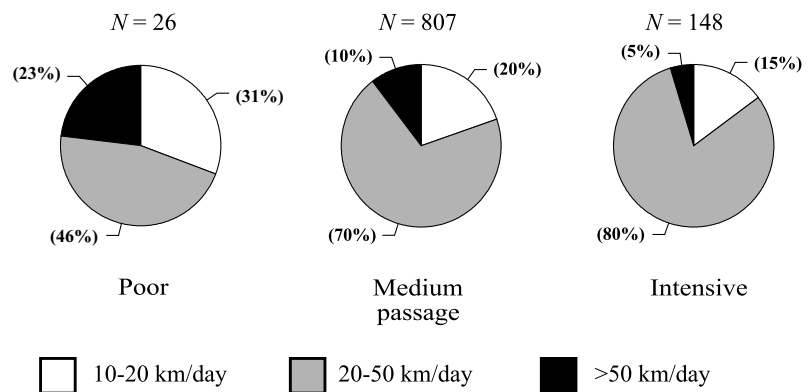 N = 26
N = 807
N = 148
(23%)
(31%)
(46%)
(10%)
(20%)
(70%)
(5%)
(15%)
(80%)
Poor
Medium
passage
Intensive
10-20 km/day
20-50 km/day
>50 km/day